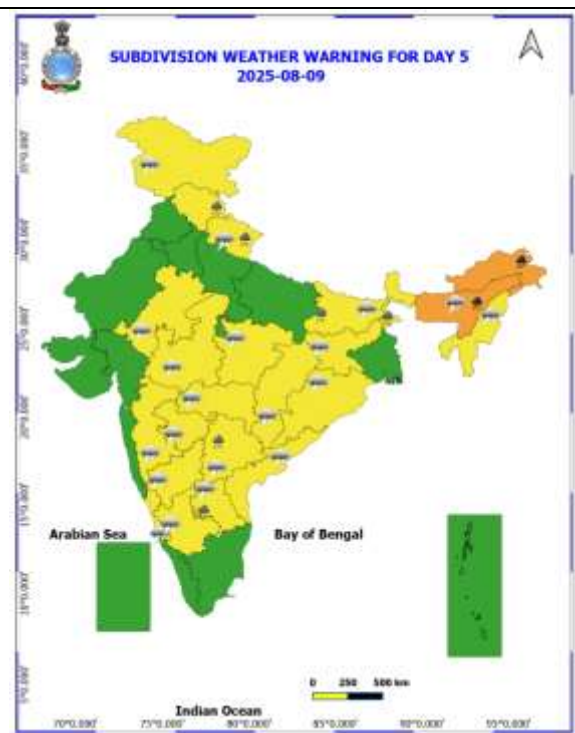 SUBDIVISION WEATHER WARNING FOR DAY 5
2025-08-09
Arabian Sea
Bay of Bengal
0 250 500 km
Indian Ocean
70°0.000' 75°0.000' 80°0.000' 85°0.000' 90°0.000' 95°0.000'